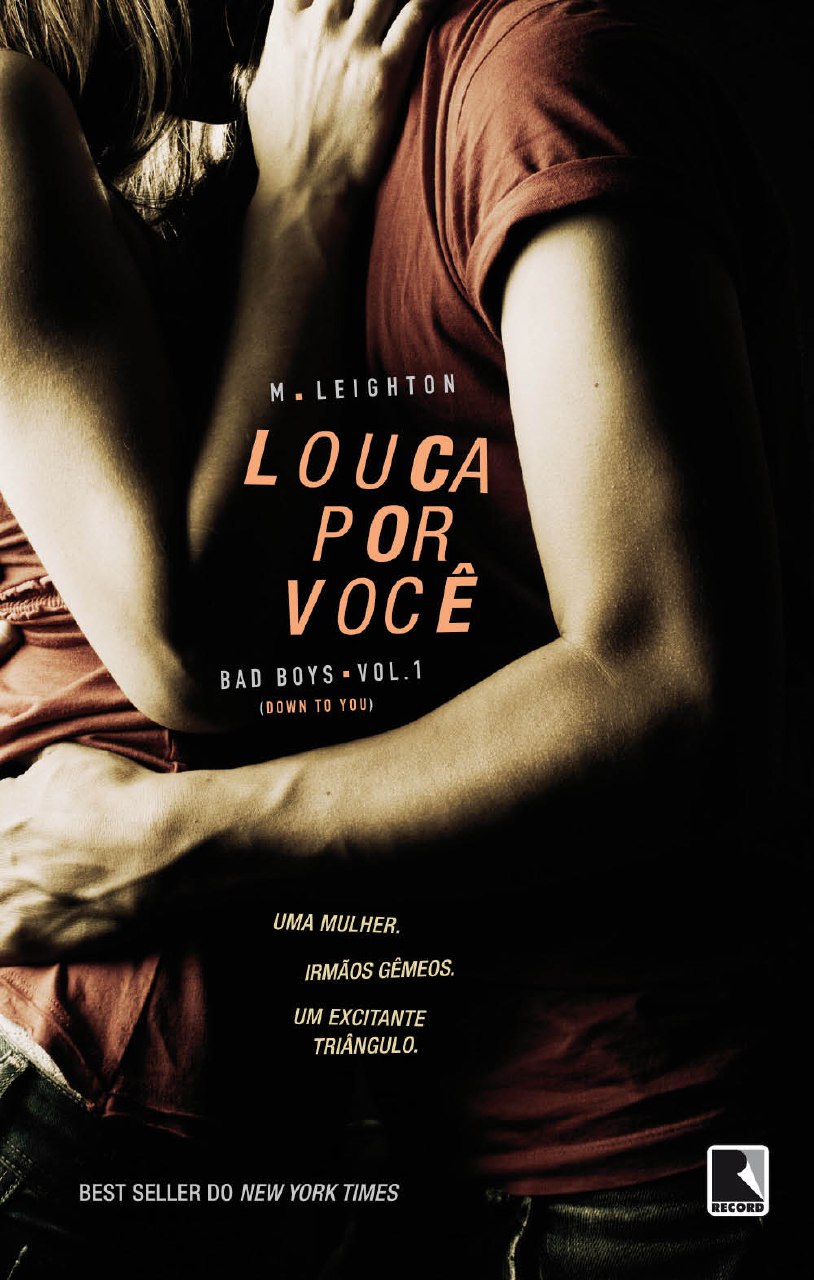 M. LEIGHTON
LOUCA
POR
VOCÊ
BAD BOYS ▪ VOL.1
(DOWN TO YOU)
UMA MULHER.
IRMÃOS GÊMEOS.
UM EXCITANTE
TRIÂNGULO.
BEST SELLER DO NEW YORK TIMES
RECORD